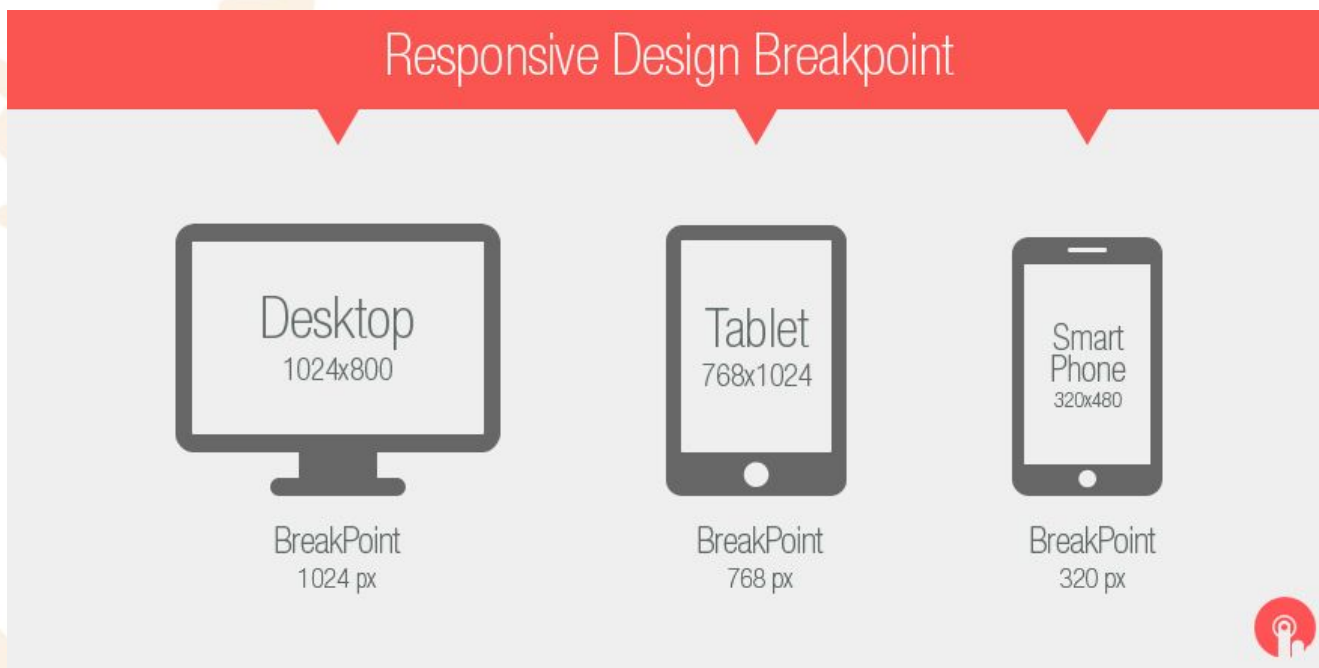 Responsive Design Breakpoint
Desktop
1024x800
BreakPoint
1024 px
Tablet
768x1024
BreakPoint
768 px
Smart
Phone
320x480
BreakPoint
320 px